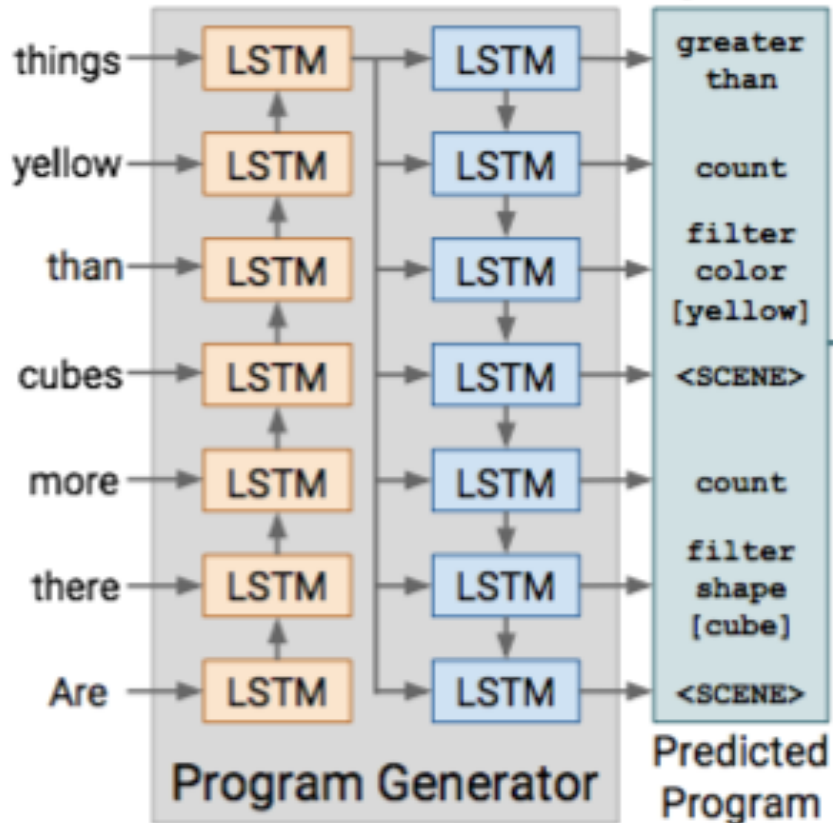 things LSTM LSTM greater
than
yellow LSTM LSTM count
than LSTM LSTM filter
color
[yellow]
cubes LSTM LSTM <SCENE>
more LSTM LSTM count
there LSTM LSTM filter
shape
[cube]
Are LSTM LSTM <SCENE>
Program Generator
Predicted
Program